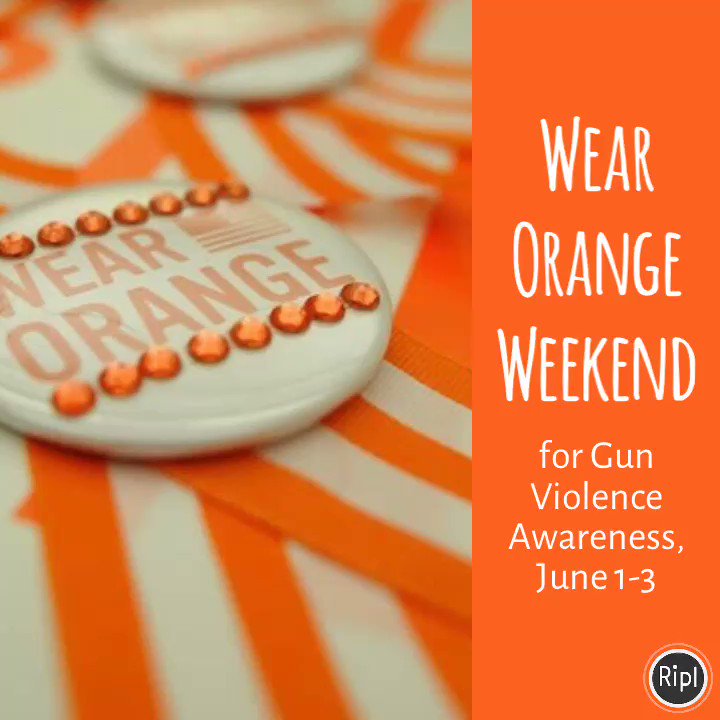 WEAR
ORANGE
WEAR
ORANGE
WEEKEND
for Gun
Violence
Awareness,
June 1-3
Ripl